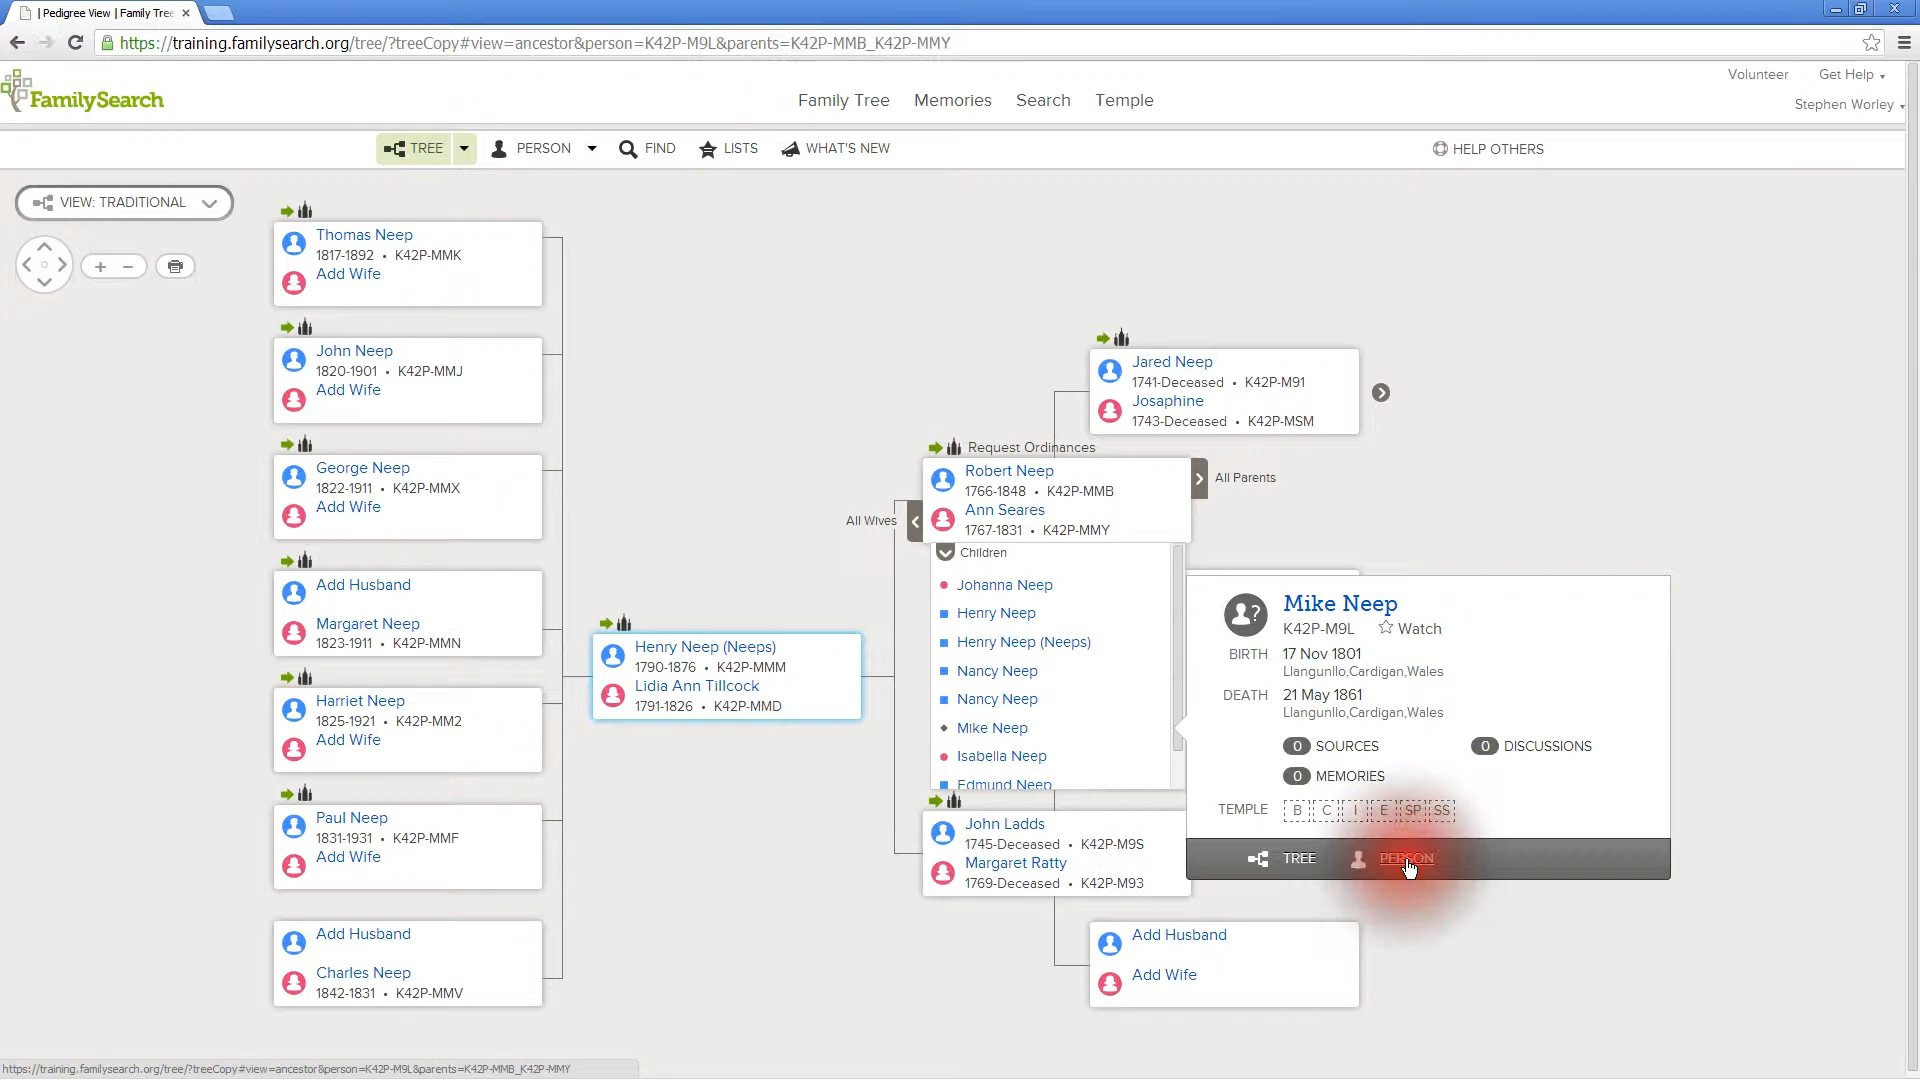 Pedigree View | Family Tree
https://training.familysearch.org/tree/?treeCopy#view=ancestor&person=K42P-M9L&parents=K42P-MMB_K42P-MMY
Volunteer Get Help
FamilySearch
Family Tree Memories Search Temple
Stephen Worley
TREE PERSON FIND LISTS WHAT'S NEW HELP OTHERS
VIEW: TRADITIONAL
Thomas Neep
1817-1892 • K42P-MMK
Add Wife
John Neep
1820-1901 • K42P-MMJ
Add Wife
George Neep
1822-1911 • K42P-MMX
Add Wife
Add Husband
Margaret Neep
1823-1911 • K42P-MMN
Harriet Neep
1825-1921 • K42P-MM2
Add Wife
Paul Neep
1831-1931 • K42P-MMF
Add Wife
Add Husband
Charles Neep
1842-1831 • K42P-MMV
Henry Neep (Neeps)
1790-1876 • K42P-MMM
Lidia Ann Tillcock
1791-1826 • K42P-MMD
Jared Neep
1741-Deceased • K42P-M91
Josaphine
1743-Deceased • K42P-MSM
Request Ordinances
Robert Neep
1766-1848 • K42P-MMB
Ann Seares
1767-1831 • K42P-MMY
All Parents
All Wives
Children
Johanna Neep
Henry Neep
Henry Neep (Neeps)
Nancy Neep
Nancy Neep
Mike Neep
Isabella Neep
Edmund Neep
John Ladds
1745-Deceased • K42P-M9S
Margaret Ratty
1769-Deceased • K42P-M93
Add Husband
Add Wife
Mike Neep
K42P-M9L Watch
BIRTH 17 Nov 1801
Llangunllo,Cardigan,Wales
DEATH 21 May 1861
Llangunllo,Cardigan,Wales
0 SOURCES 0 DISCUSSIONS
0 MEMORIES
TEMPLE B C I E SP SS
TREE PERSON
https://training.familysearch.org/tree/?treeCopy#view=ancestor&person=K42P-M9L&parents=K42P-MMB_K42P-MMY